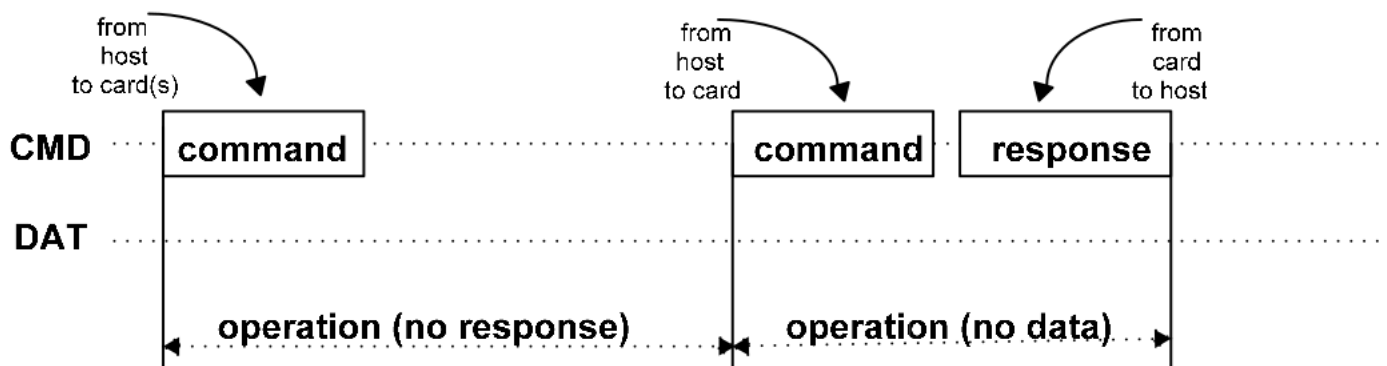 from
host
to card(s)
from
host
to card
from
card
to host
CMD
command
command
response
DAT
operation (no response)
operation (no data)